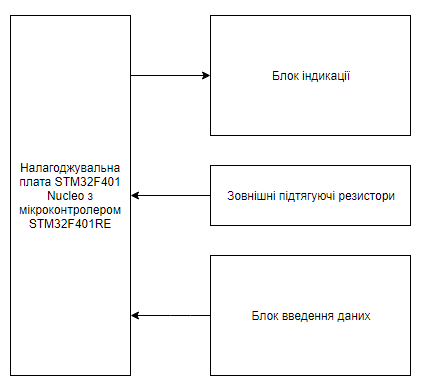 Блок індикації
Налагоджувальна
плата STM32F401
Nucleo з
мікроконтролером
STM32F401RE
Зовнішні підтягуючі резистори
Блок введення даних